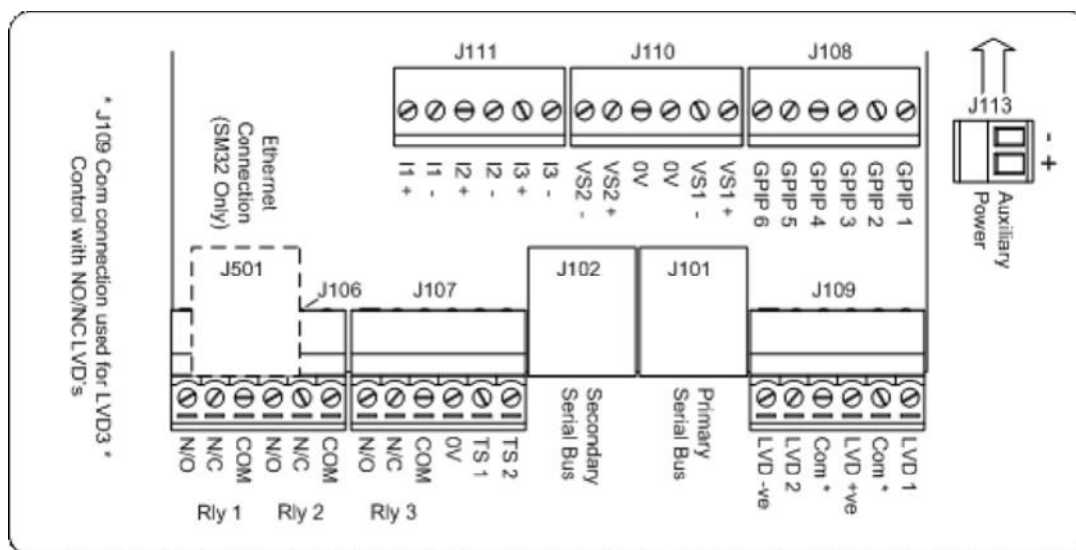 J111
J110
J108
J113
- +
Auxiliary
Power
I1 +
I1 -
I2 +
I2 -
I3 +
I3 -
VS2 -
VS2 +
0V
0V
VS1 -
VS1 +
GPIP 6
GPIP 5
GPIP 4
GPIP 3
GPIP 2
GPIP 1
Ethernet
Connection
(SM32 Only)
* J109 Com connection used for LVD3 *
Control with NO/NC LVD's
J501
J106
J107
J102
J101
J109
Secondary
Serial Bus
Primary
Serial Bus
N/O
N/C
COM
N/O
N/C
COM
N/O
N/C
COM
0V
TS 1
TS 2
LVD -ve
LVD 2
Com *
LVD +ve
Com *
LVD 1
Rly 1
Rly 2
Rly 3